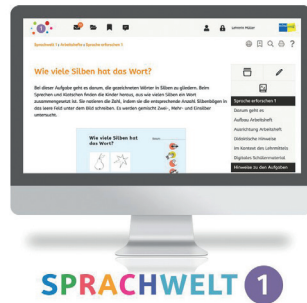 Sprachwelt 1 > Arbeitshefte > Sprache erforschen 1
Wie viele Silben hat das Wort?
Bei dieser Aufgabe geht es darum, die gezeichneten Wörter in Silben zu gliedern. Beim
Sprechen und Klatschen finden die Kinder heraus, aus wie vielen Silben ein Wort
zusammengesetzt ist. Sie notieren die Zahl, indem sie die entsprechende Anzahl Silbenbögen in
das leere Feld unter dem Bild schreiben. Es werden gemischt Zwei-, Mehr- und Einsilber
untersucht.
Wie viele Silben hat
das Wort?
Sprache erforschen 1
Darum geht es
Aufbau Arbeitsheft
Ausrichtung Arbeitsheft
Didaktische Hinweise
Im Kontext des Lehrmittels
Digitales Schülermaterial
Hinweise zu den Aufgaben
SPRACHWELT 1